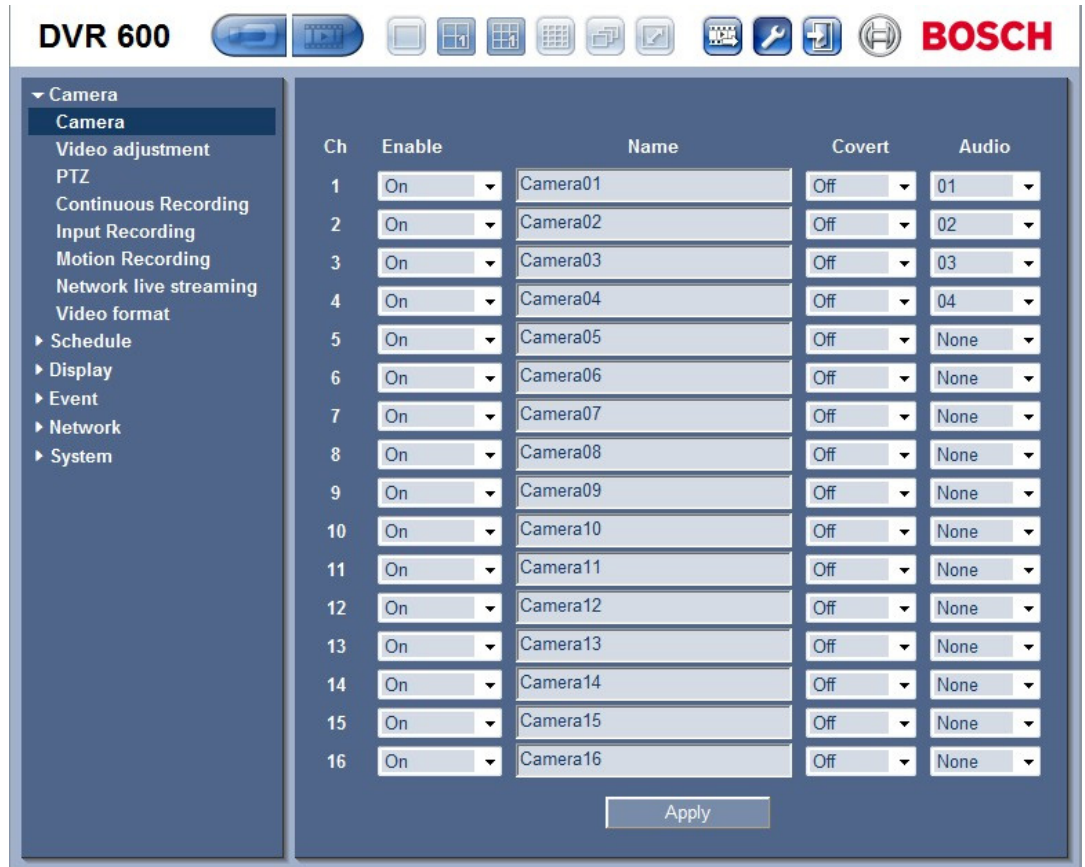 DVR 600
1
1
BOSCH
Camera
Camera
Video adjustment
PTZ
Continuous Recording
Input Recording
Motion Recording
Network live streaming
Video format
Schedule
Display
Event
Network
System
Ch Enable Name Covert Audio
1 On Camera01 Off 01
2 On Camera02 Off 02
3 On Camera03 Off 03
4 On Camera04 Off 04
5 On Camera05 Off None
6 On Camera06 Off None
7 On Camera07 Off None
8 On Camera08 Off None
9 On Camera09 Off None
10 On Camera10 Off None
11 On Camera11 Off None
12 On Camera12 Off None
13 On Camera13 Off None
14 On Camera14 Off None
15 On Camera15 Off None
16 On Camera16 Off None
Apply